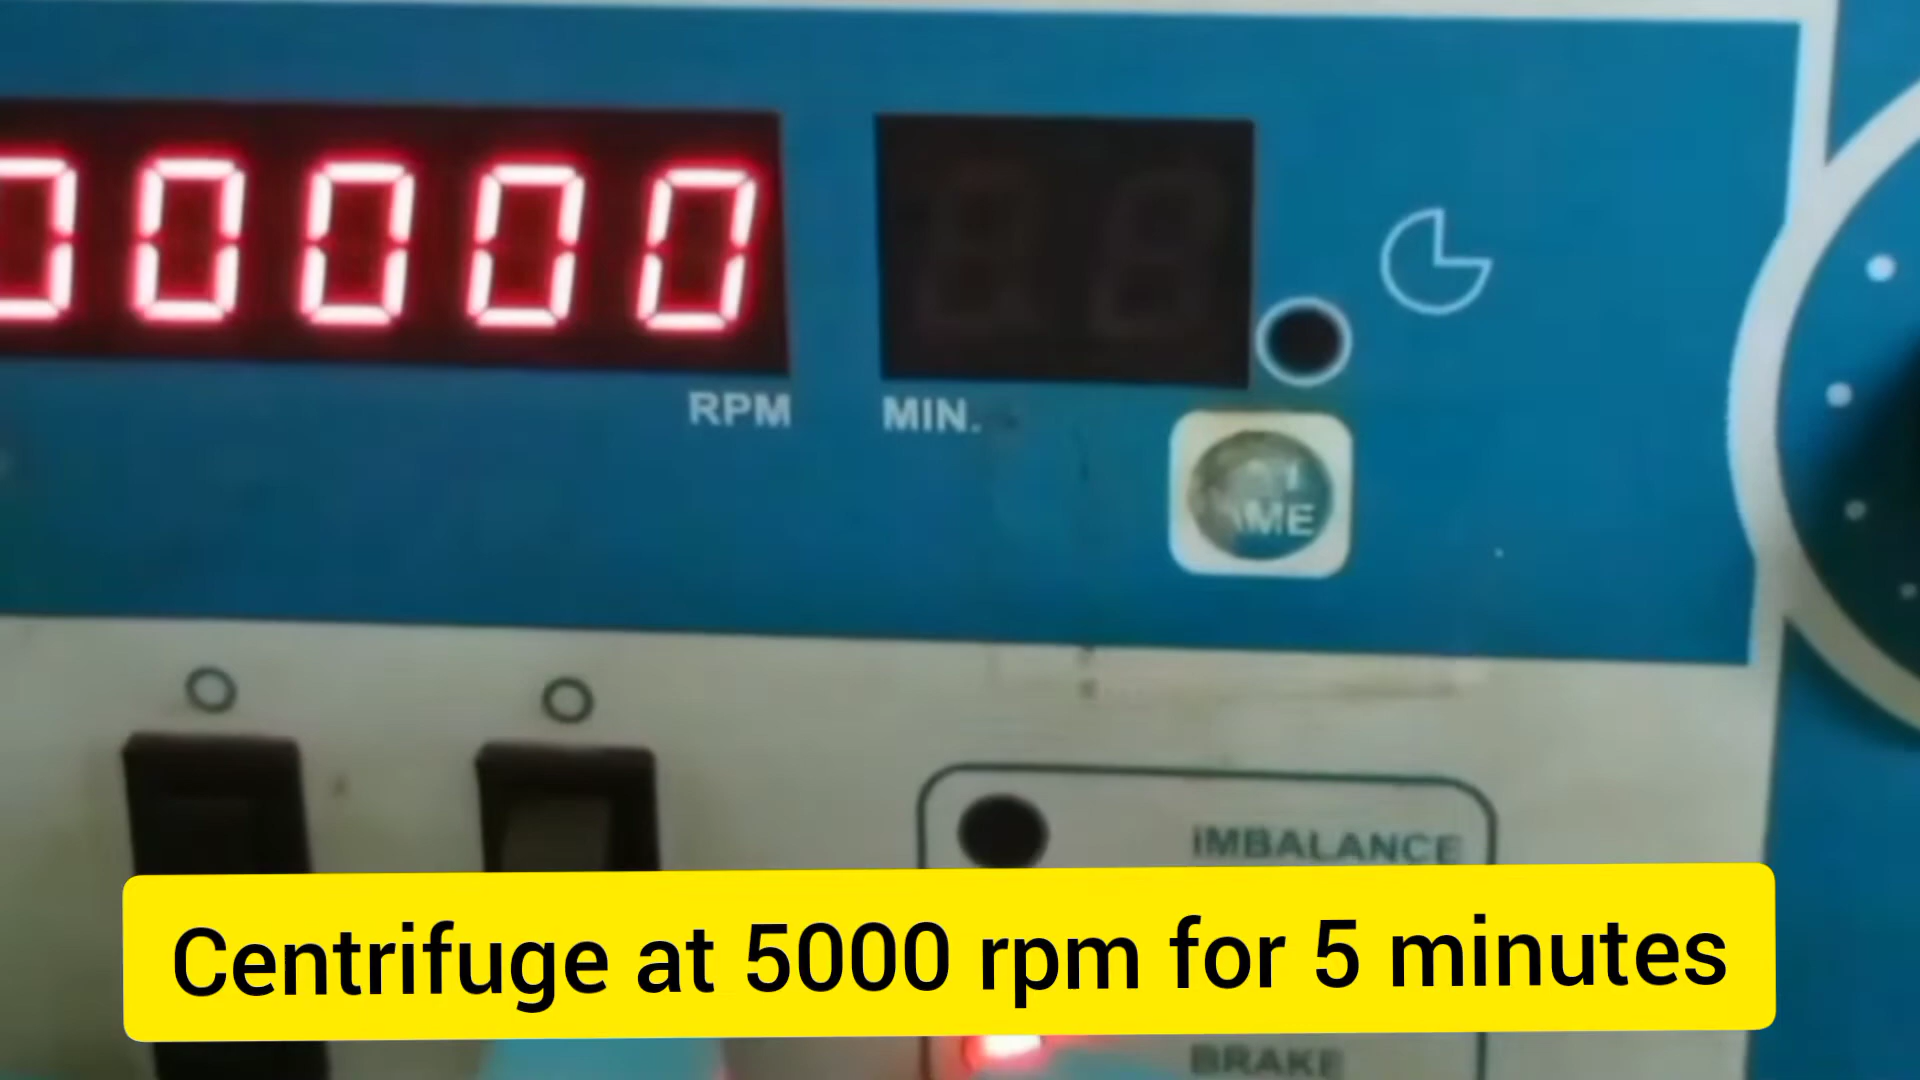 00000
RPM
MIN.
IMBALANCE
Centrifuge at 5000 rpm for 5 minutes
BRAKE